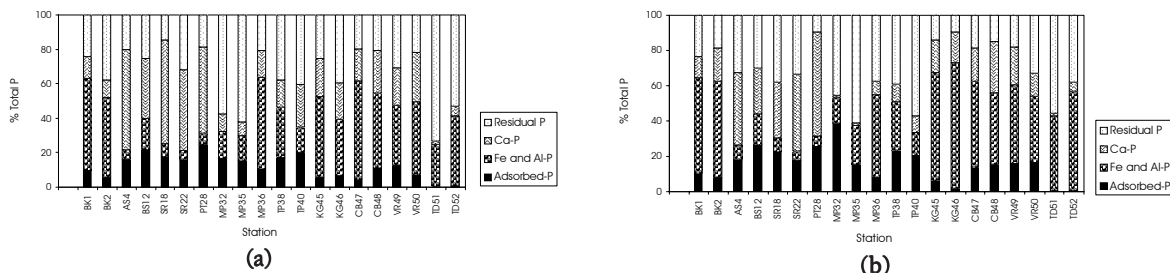 100
80
60
40
20
0
% Total P
BK1 BK2 AS4 BS12 SR18 SR22 PT28 MP32 MP35 MP36 TP38 TP40 KG45 KG46 CB47 CB48 VR49 VR50 TD51 TD52
Station
Residual P
Ca-P
Fe and Al-P
Adsorbed-P
(a)
100
80
60
40
20
0
% Total P
BK1 BK2 AS4 BS12 SR18 SR22 PT28 MP32 MP35 MP36 TP38 TP40 KG45 KG46 CB47 CB48 VR49 VR50 TD51 TD52
Station
Residual P
Ca-P
Fe and Al-P
Adsorbed-P
(b)